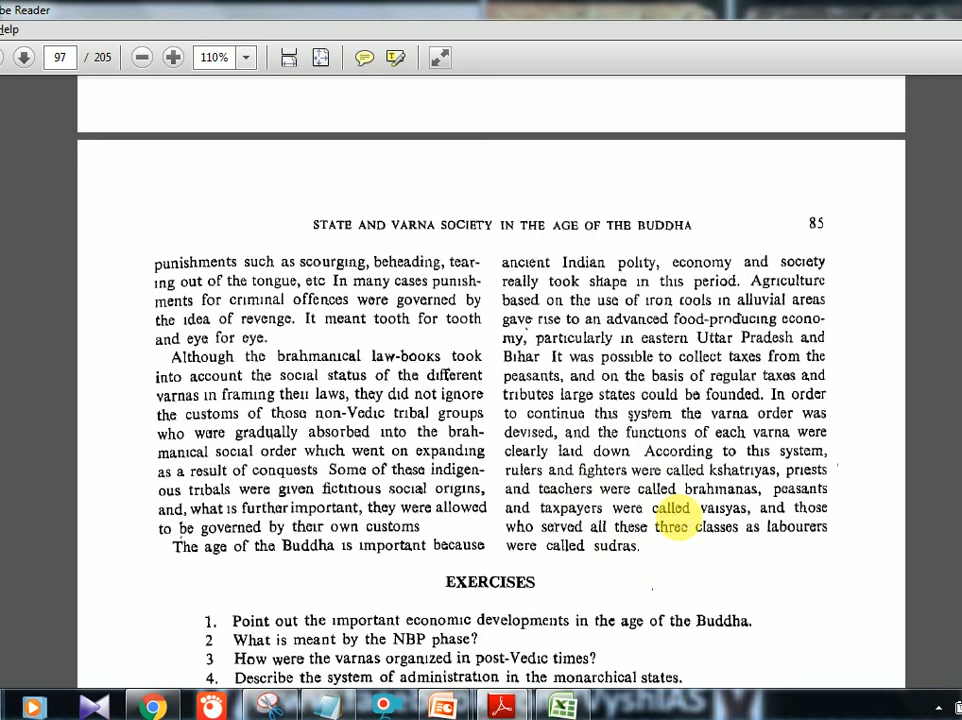 be Reader
Help
97 / 205 110%
STATE AND VARNA SOCIETY IN THE AGE OF THE BUDDHA 85
punishments such as scourging, beheading, tear-
ing out of the tongue, etc In many cases punish-
ments for criminal offences were governed by
the idea of revenge. It meant tooth for tooth
and eye for eye.
Although the brahmanical law-books took
into account the social status of the different
varnas in framing their laws, they did not ignore
the customs of those non-Vedic tribal groups
who were gradually absorbed into the brah-
manical social order which went on expanding
as a result of conquests Some of these indigen-
ous tribals were given fictitious social origins,
and, what is further important, they were allowed
to be governed by their own customs
The age of the Buddha is important because
ancient Indian polity, economy and society
really took shape in this period. Agriculture
based on the use of iron tools in alluvial areas
gave rise to an advanced food-producing econo-
my, particularly in eastern Uttar Pradesh and
Bihar It was possible to collect taxes from the
peasants, and on the basis of regular taxes and
tributes large states could be founded. In order
to continue this system the varna order was
devised, and the functions of each varna were
clearly laid down According to this system,
rulers and fighters were called kshatriyas, priests
and teachers were called brahmanas, peasants
and taxpayers were called vaisyas, and those
who served all these three classes as labourers
were called sudras.
EXERCISES
1. Point out the important economic developments in the age of the Buddha.
2 What is meant by the NBP phase?
3 How were the varnas organized in post-Vedic times?
4. Describe the system of administration in the monarchical states.